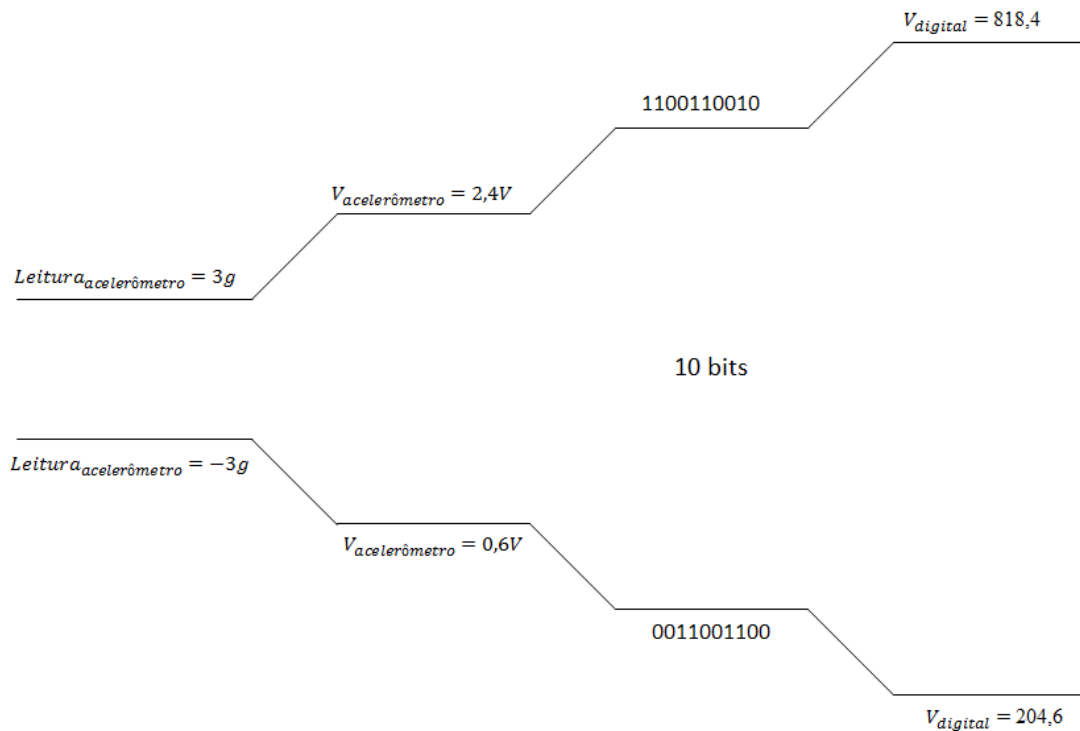 V_digital = 818,4
1100110010
V_acelerômetro = 2,4V
Leitura_acelerômetro = 3g
10 bits
Leitura_acelerômetro = −3g
V_acelerômetro = 0,6V
0011001100
V_digital = 204,6